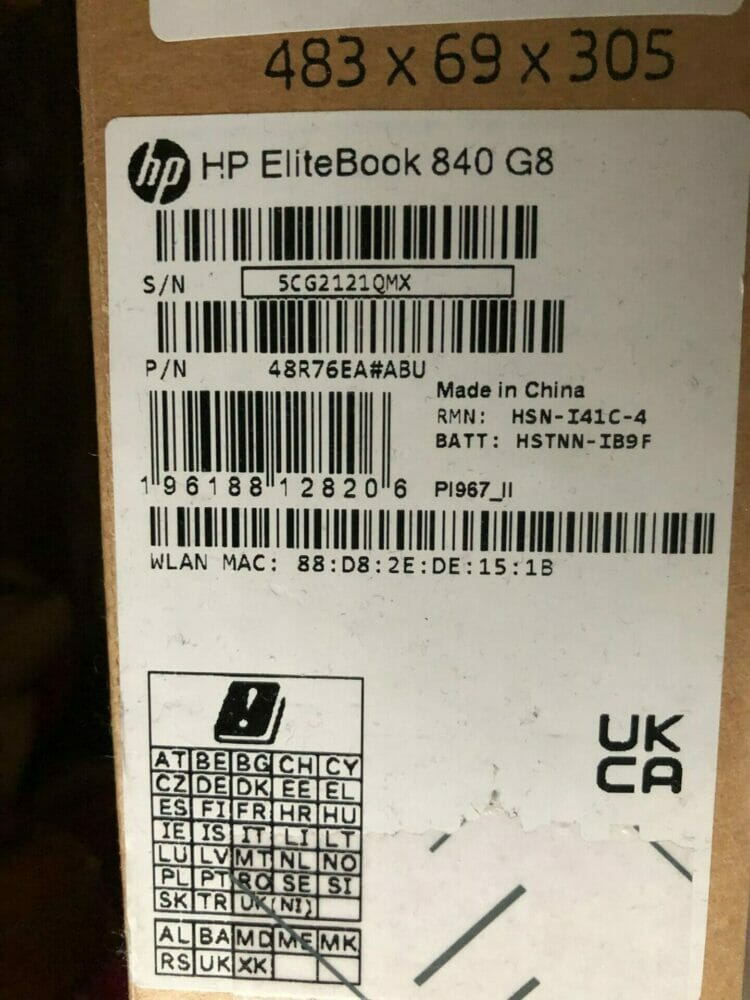 483 x 69 x 305
hp HP EliteBook 840 G8
S/N 5CG2121QMX
P/N 48R76EA#ABU
Made in China
RMN: HSN-I41C-4
BATT: HSTNN-IB9F
1 96188 12820 6 PI967_II
WLAN MAC: 88:D8:2E:DE:15:1B
!
AT BE BG CH CY
CZ DE DK EE EL
ES FI FR HR HU
IE IS IT LI LT
LU LV MT NL NO
PL PT RO SE SI
SK TR UK(NI)
AL BA MD ME MK
RS UK XK
UK
CA